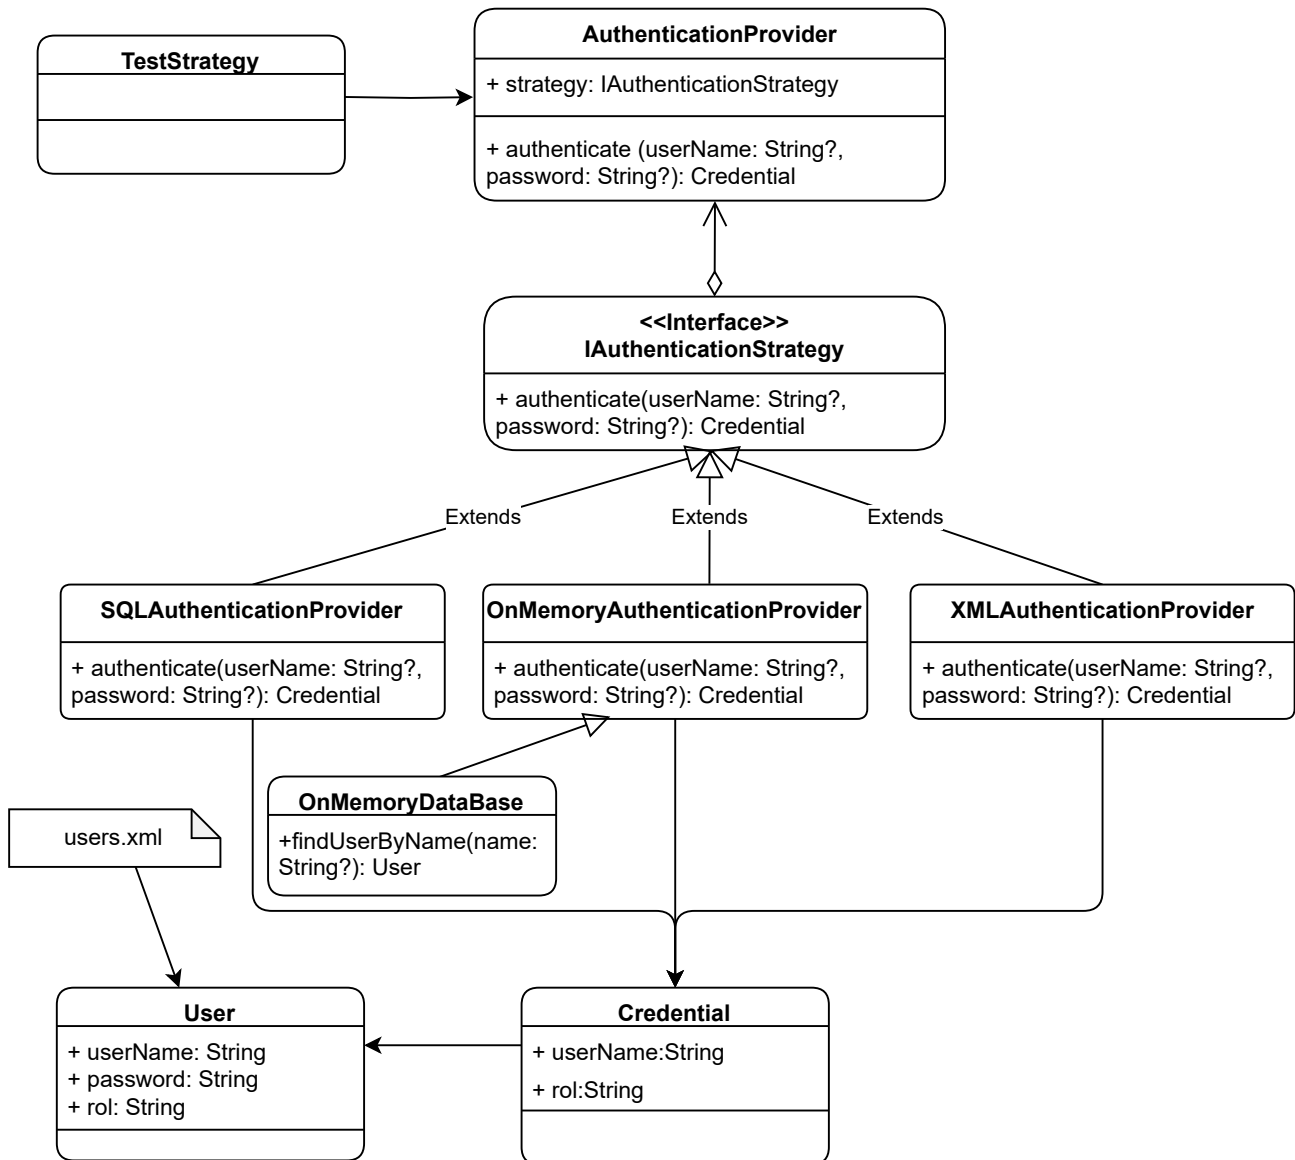 TestStrategy
AuthenticationProvider
+ strategy: IAuthenticationStrategy
+ authenticate (userName: String?,
password: String?): Credential
<<Interface>>
IAuthenticationStrategy
+ authenticate(userName: String?,
password: String?): Credential
Extends
Extends
Extends
SQLAuthenticationProvider
+ authenticate(userName: String?,
password: String?): Credential
OnMemoryAuthenticationProvider
+ authenticate(userName: String?,
password: String?): Credential
XMLAuthenticationProvider
+ authenticate(userName: String?,
password: String?): Credential
OnMemoryDataBase
+findUserByName(name:
String?): User
users.xml
User
+ userName: String
+ password: String
+ rol: String
Credential
+ userName:String
+ rol:String